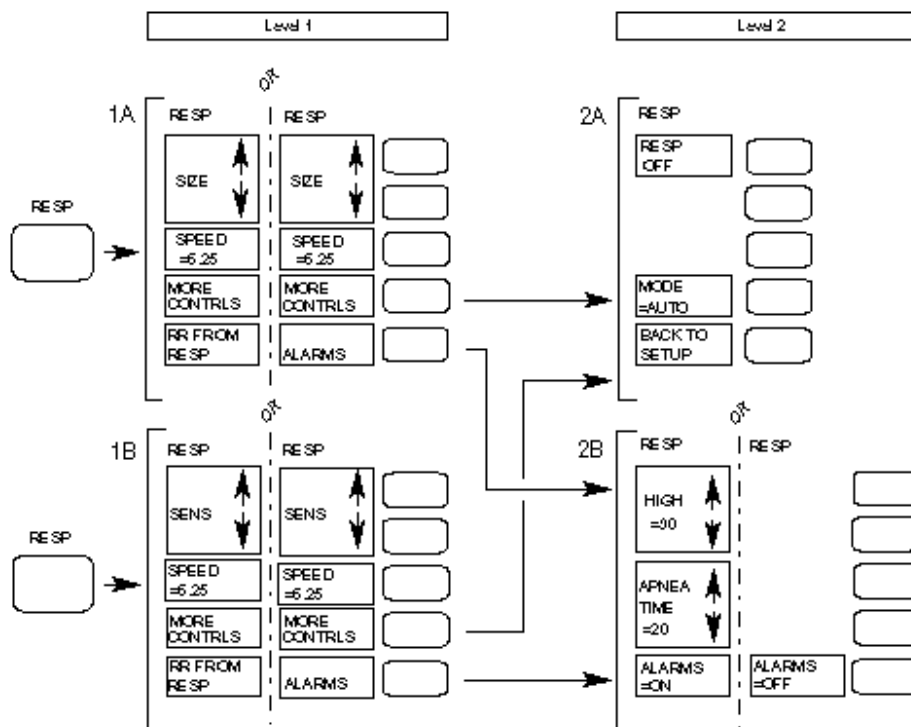 Level 1
Level 2
OR
1A
RESP
RESP
2A
RESP
SIZE
SIZE
RESP
OFF
RESP
SPEED
=6.25
SPEED
=6.25
MORE
CONTRLS
MORE
CONTRLS
MODE
=AUTO
RR FROM
RESP
ALARMS
BACK TO
SETUP
OR
OR
1B
RESP
RESP
2B
RESP
RESP
SENS
SENS
HIGH
=90
RESP
SPEED
=6.25
SPEED
=6.25
APNEA
TIME
=20
MORE
CONTRLS
MORE
CONTRLS
RR FROM
RESP
ALARMS
ALARMS
=ON
ALARMS
=OFF